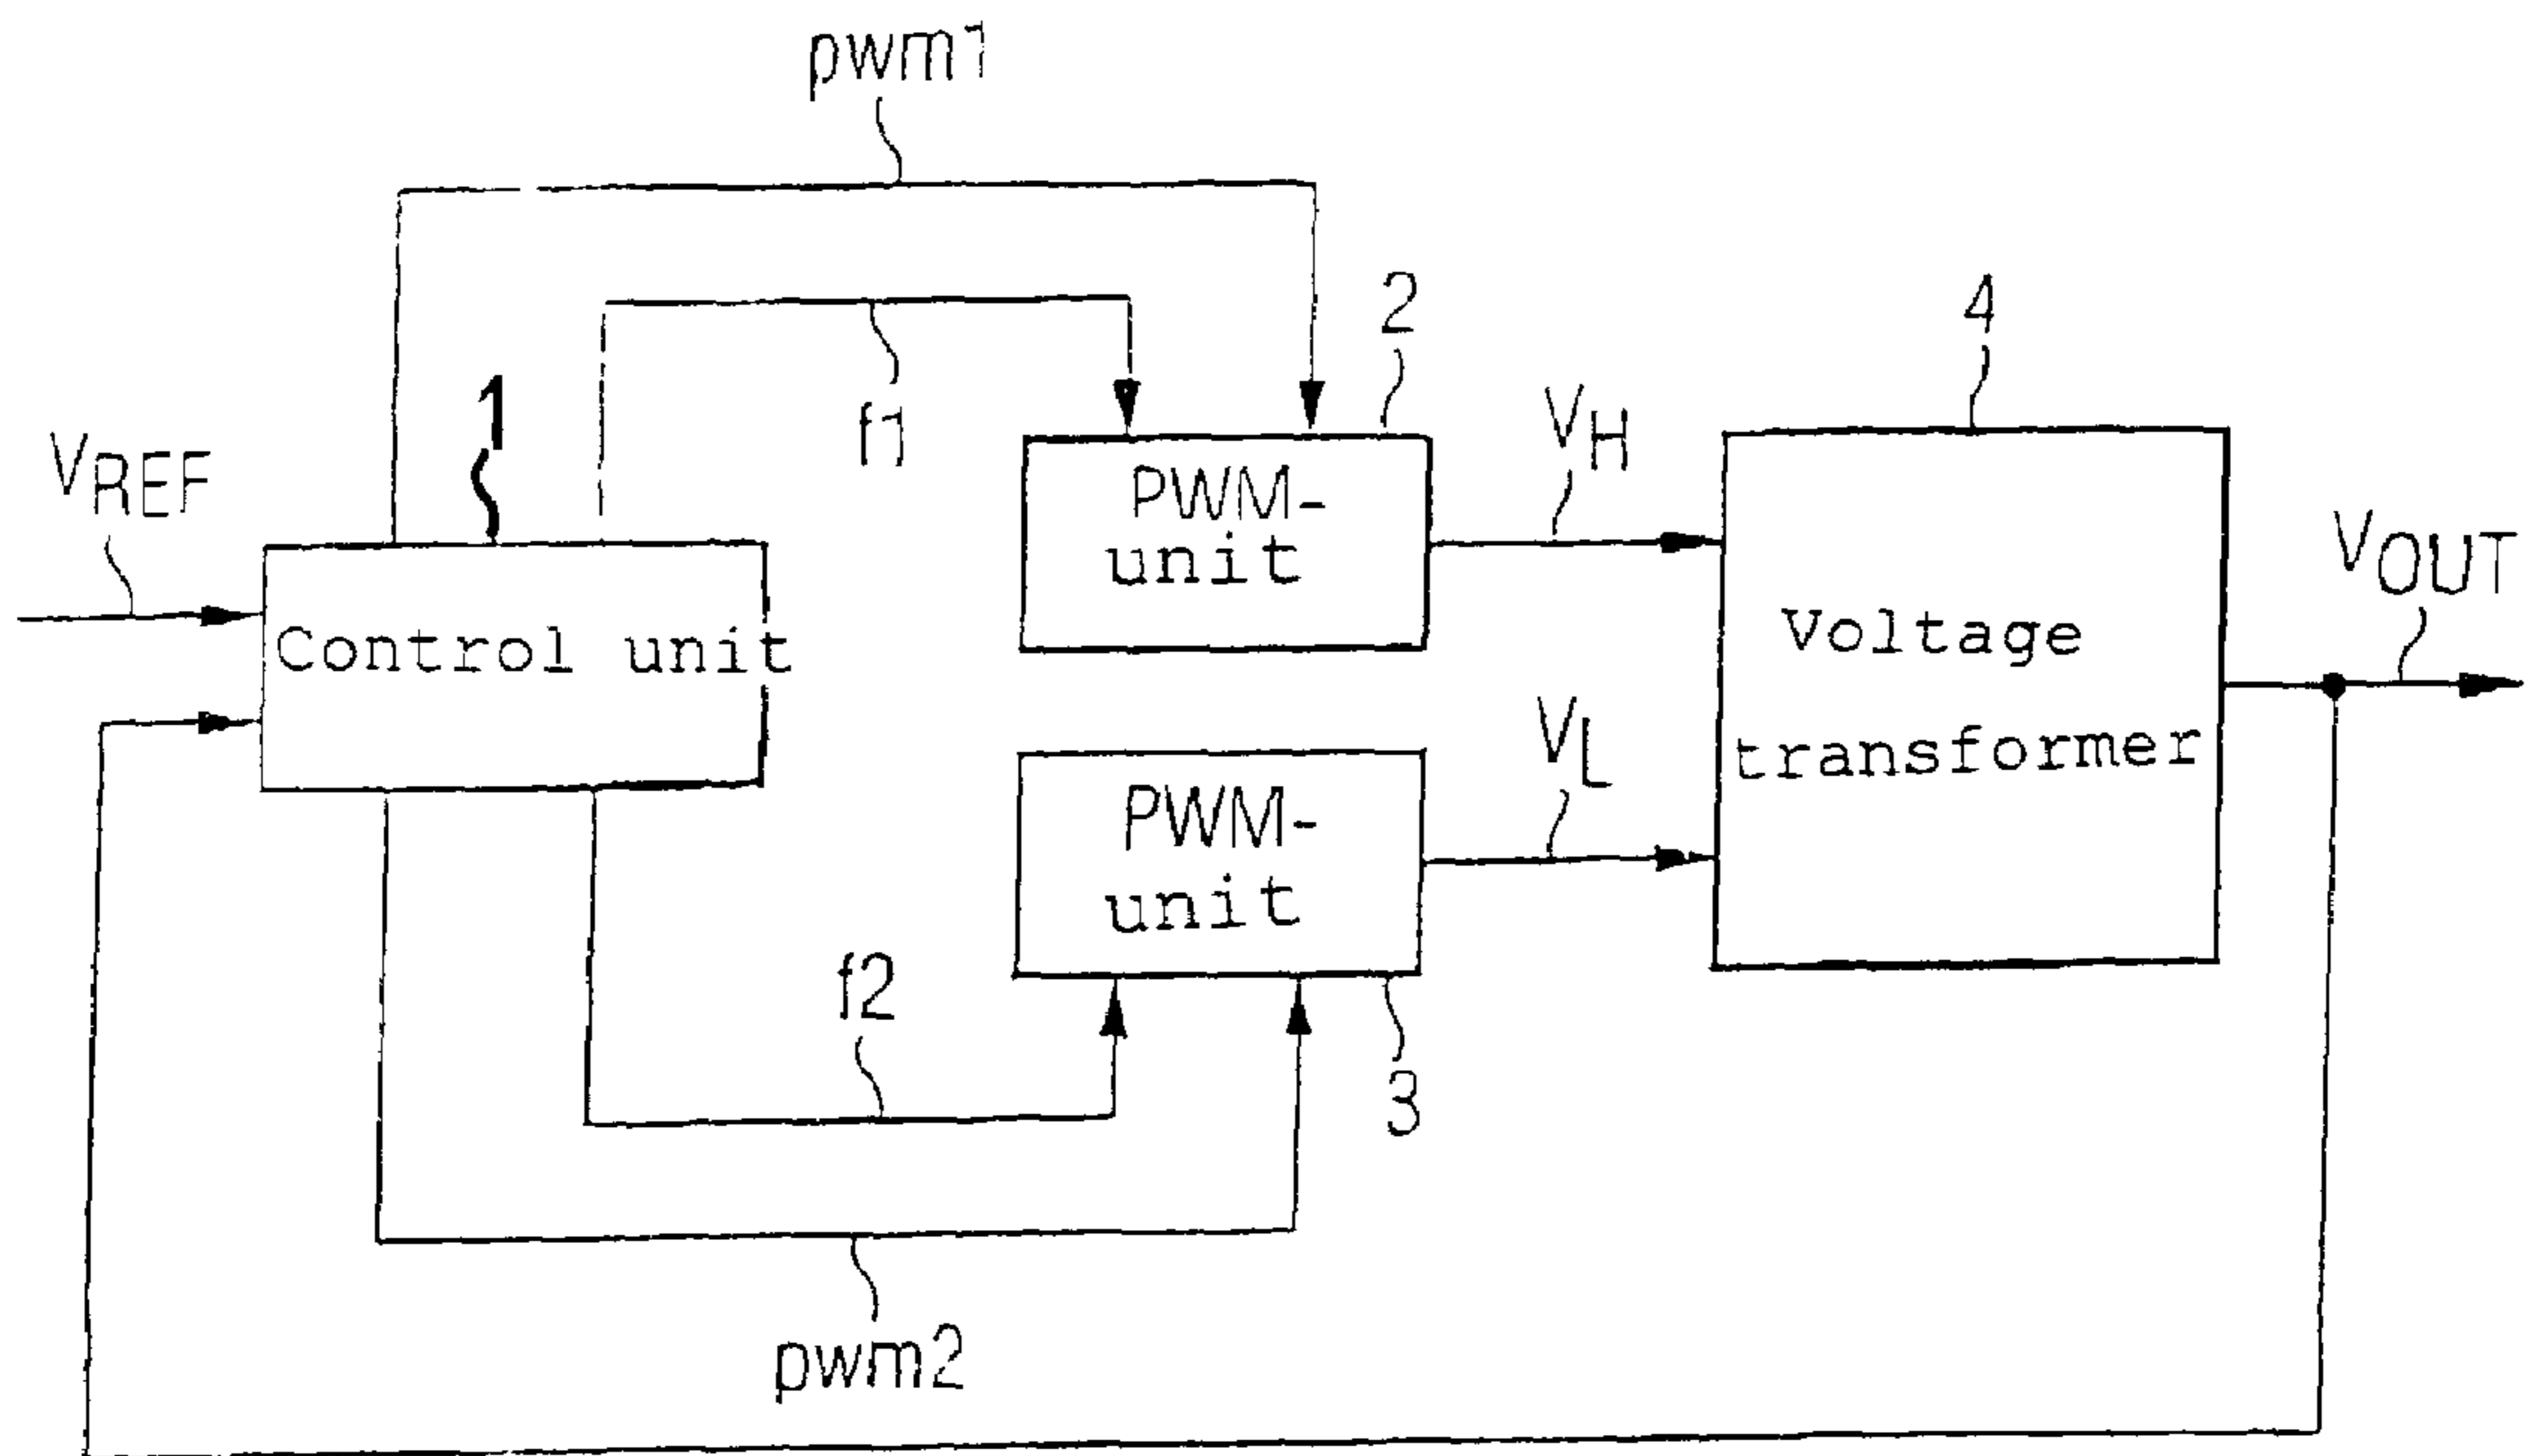 pwm1
f1
2
4
1
VREF
VH
PWM-
unit
VOUT
Control unit
Voltage
transformer
VL
PWM-
unit
f2
3
pwm2